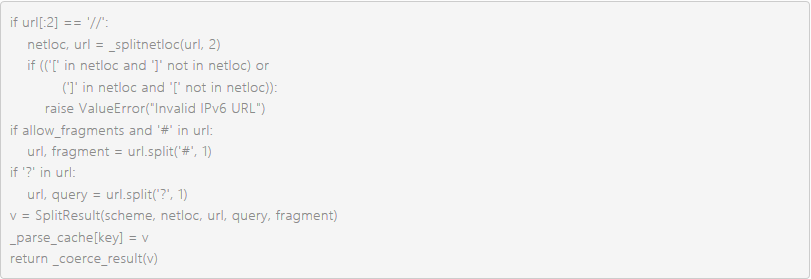 if url[:2] == '//':
    netloc, url = _splitnetloc(url, 2)
    if (('[' in netloc and ']' not in netloc) or
            (']' in netloc and '[' not in netloc)):
        raise ValueError("Invalid IPv6 URL")
if allow_fragments and '#' in url:
    url, fragment = url.split('#', 1)
if '?' in url:
    url, query = url.split('?', 1)
v = SplitResult(scheme, netloc, url, query, fragment)
_parse_cache[key] = v
return _coerce_result(v)